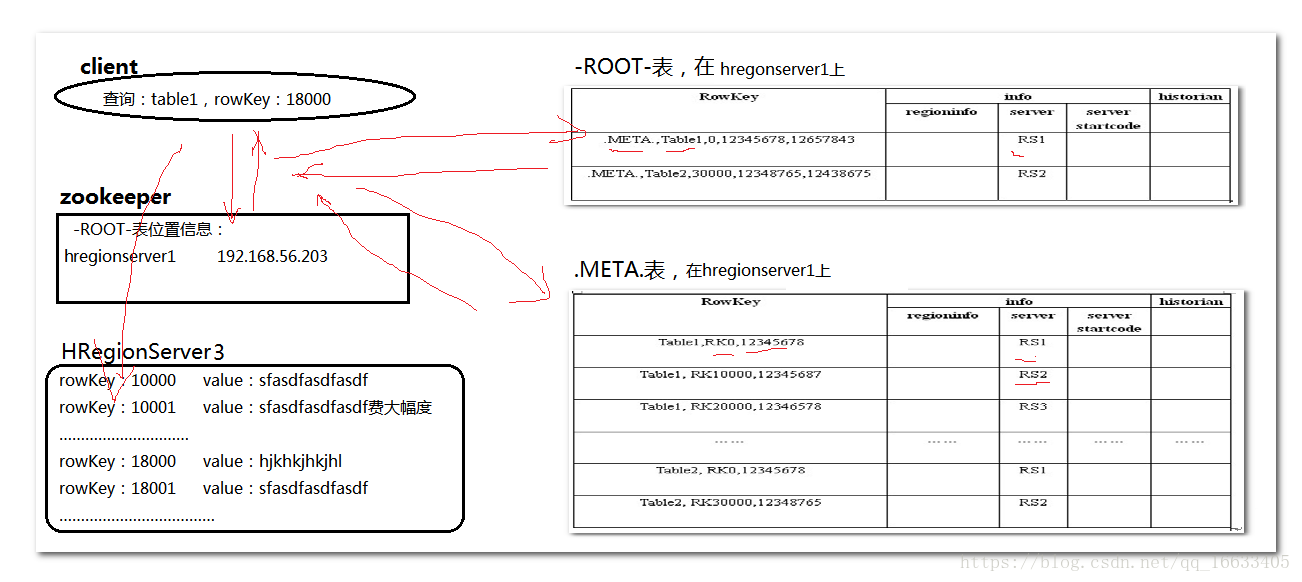 client
查询：table1，rowKey：18000
zookeeper
-ROOT-表位置信息：
hregionserver1 192.168.56.203
HRegionServer3
rowKey：10000 value：sfasdfasdfasdf
rowKey：10001 value：sfasdfasdfasdf费大幅度
.............................
rowKey：18000 value：hjkhkjhkjhl
rowKey：18001 value：sfasdfasdfasdf
...................................
-ROOT-表，在 hregonserver1上
RowKey info historian
regioninfo server server startcode
.META.,Table1,0,12345678,12657843 RS1
.META.,Table2,30000,12348765,12438675 RS2
.META.表，在hregionserver1上
RowKey info historian
regioninfo server server startcode
Table1,RK0,12345678 RS1
Table1, RK10000,12345687 RS2
Table1, RK20000,12346578 RS3
…… …… …… …… ……
Table2, RK0,12345678 RS1
Table2, RK30000,12348765 RS2
https://blog.csdn.net/qq_16633405